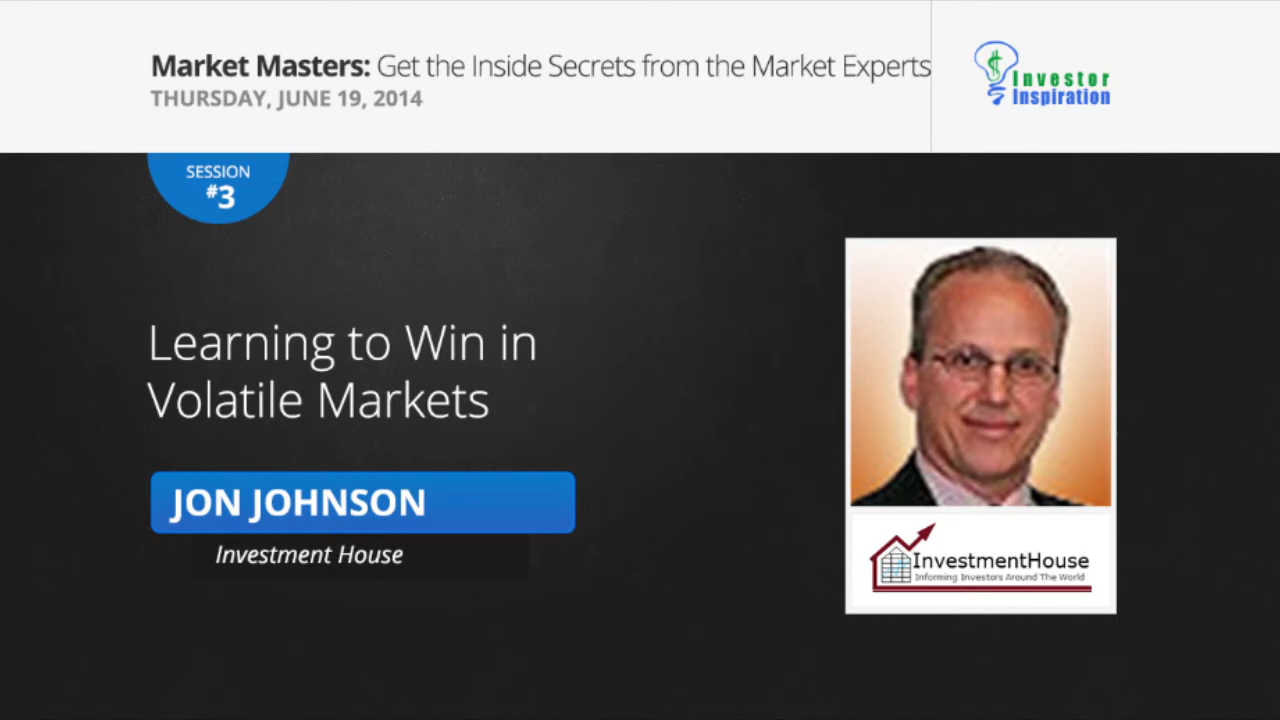 Market Masters: Get the Inside Secrets from the Market Experts
THURSDAY, JUNE 19, 2014
Investor
Inspiration
SESSION
#3
Learning to Win in
Volatile Markets
JON JOHNSON
Investment House
InvestmentHouse
Informing Investors Around The World